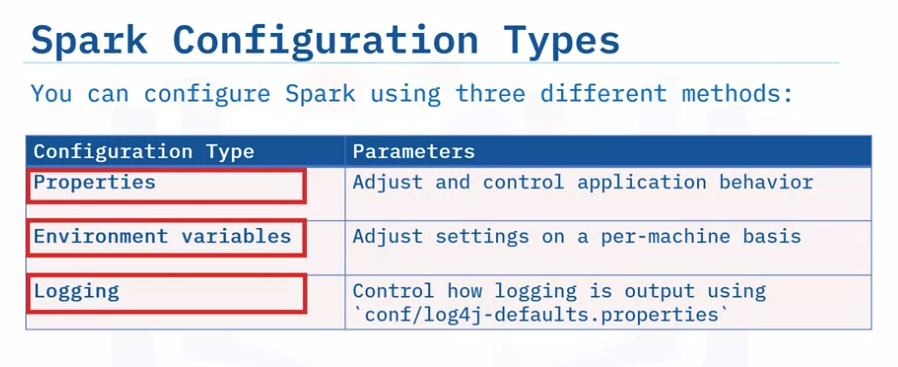 Spark Configuration Types
You can configure Spark using three different methods:
Configuration Type Parameters
Properties Adjust and control application behavior
Environment variables Adjust settings on a per-machine basis
Logging Control how logging is output using
`conf/log4j-defaults.properties`